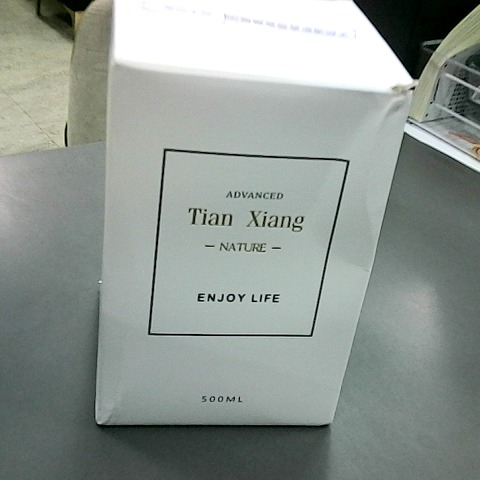 ADVANCED
Tian Xiang
— NATURE —
ENJOY LIFE
500ML